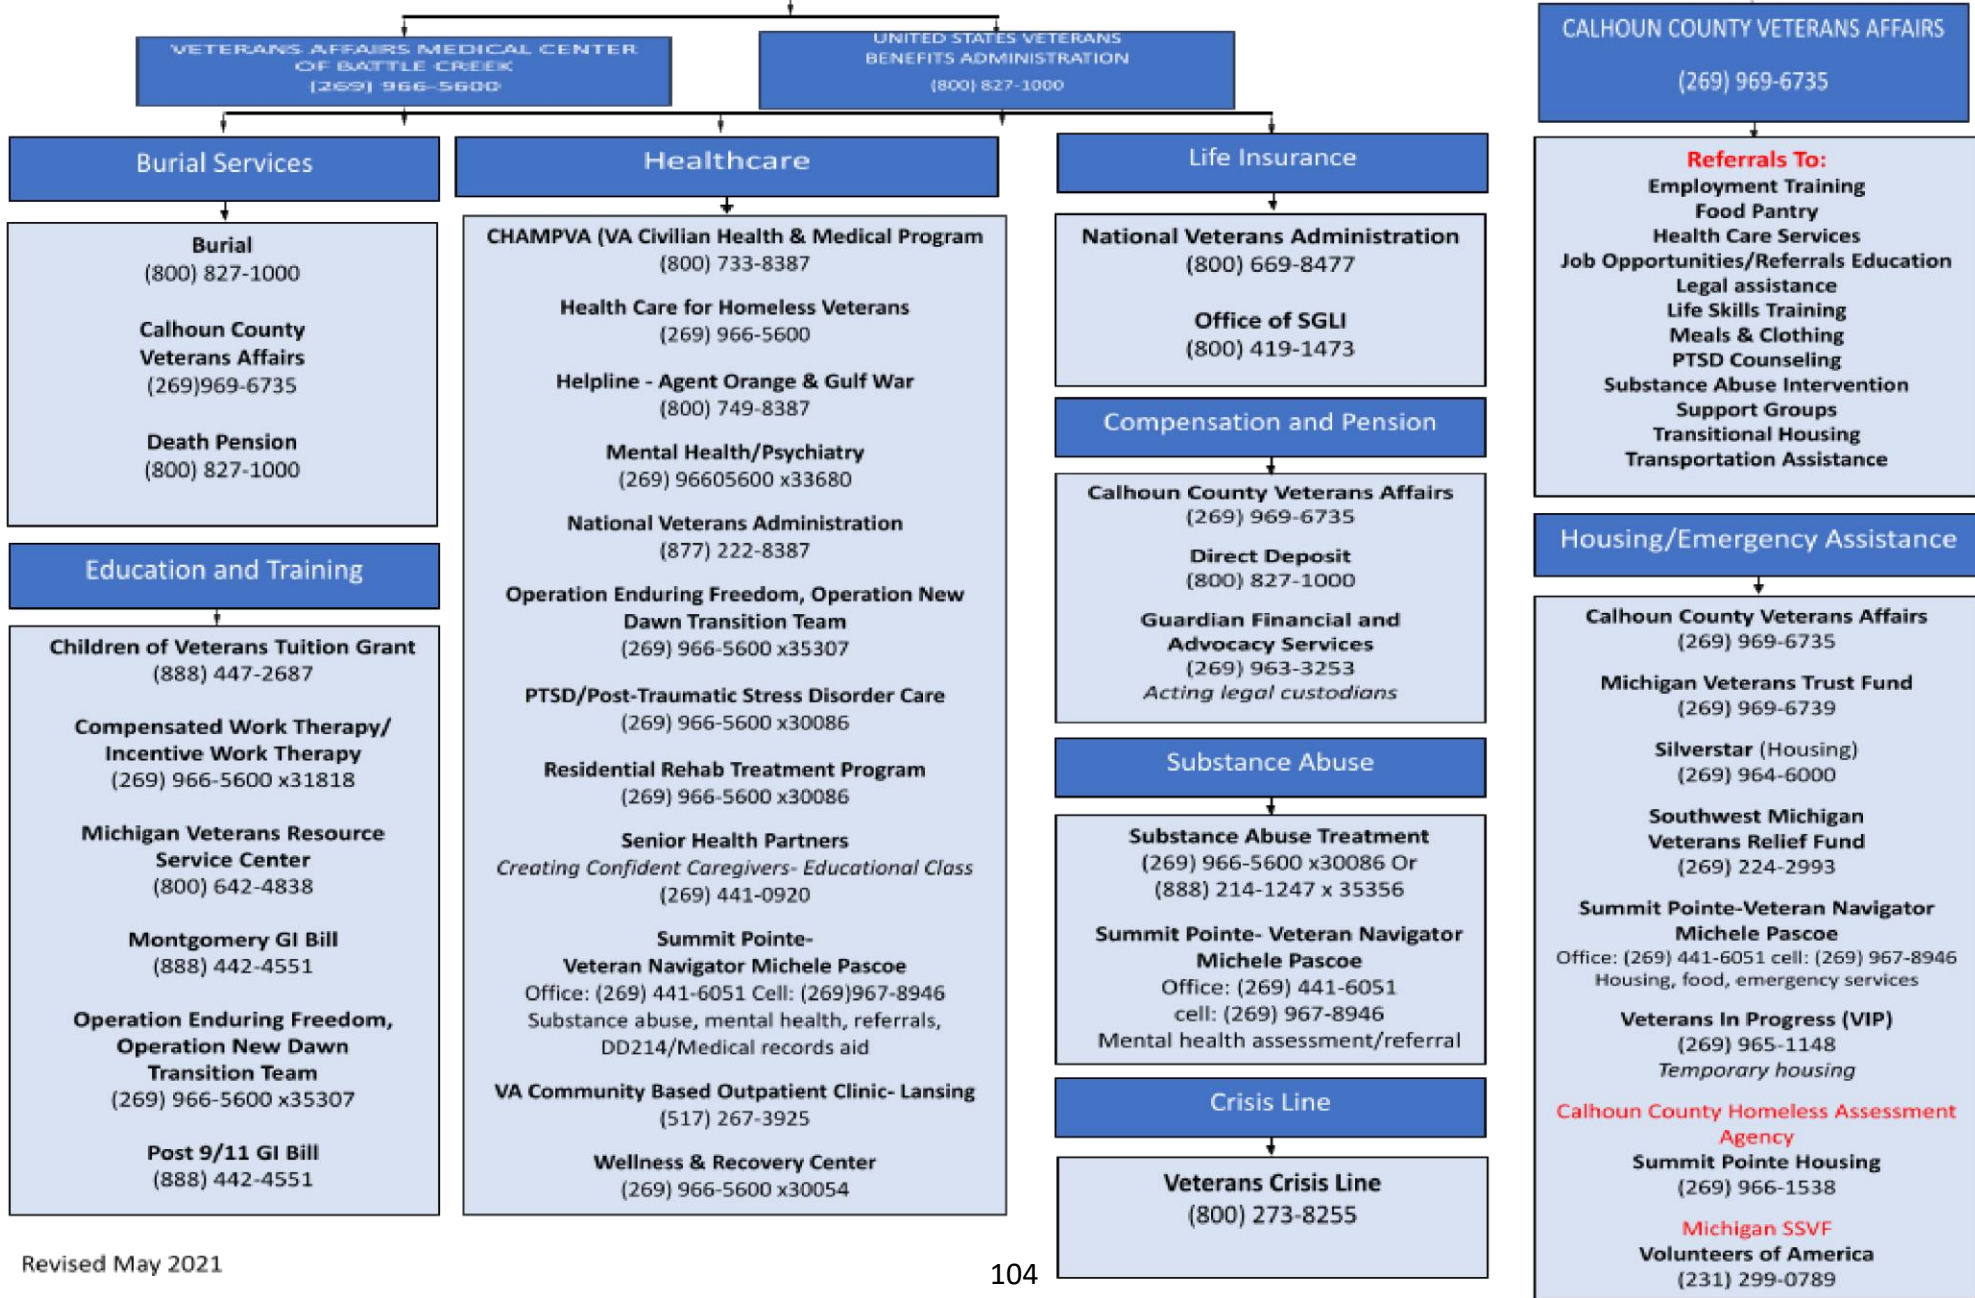 VETERANS AFFAIRS MEDICAL CENTER
OF BATTLE CREEK
(269) 966-5600
UNITED STATES VETERANS
BENEFITS ADMINISTRATION
(800) 827-1000
Burial Services
Burial
(800) 827-1000
Calhoun County
Veterans Affairs
(269)969-6735
Death Pension
(800) 827-1000
Education and Training
Children of Veterans Tuition Grant
(888) 447-2687
Compensated Work Therapy/
Incentive Work Therapy
(269) 966-5600 x31818
Michigan Veterans Resource
Service Center
(800) 642-4838
Montgomery GI Bill
(888) 442-4551
Operation Enduring Freedom,
Operation New Dawn
Transition Team
(269) 966-5600 x35307
Post 9/11 GI Bill
(888) 442-4551
Healthcare
CHAMPVA (VA Civilian Health & Medical Program
(800) 733-8387
Health Care for Homeless Veterans
(269) 966-5600
Helpline - Agent Orange & Gulf War
(800) 749-8387
Mental Health/Psychiatry
(269) 96605600 x33680
National Veterans Administration
(877) 222-8387
Operation Enduring Freedom, Operation New
Dawn Transition Team
(269) 966-5600 x35307
PTSD/Post-Traumatic Stress Disorder Care
(269) 966-5600 x30086
Residential Rehab Treatment Program
(269) 966-5600 x30086
Senior Health Partners
Creating Confident Caregivers- Educational Class
(269) 441-0920
Summit Pointe-
Veteran Navigator Michele Pascoe
Office: (269) 441-6051 Cell: (269)967-8946
Substance abuse, mental health, referrals,
DD214/Medical records aid
VA Community Based Outpatient Clinic- Lansing
(517) 267-3925
Wellness & Recovery Center
(269) 966-5600 x30054
Life Insurance
National Veterans Administration
(800) 669-8477
Office of SGLI
(800) 419-1473
Compensation and Pension
Calhoun County Veterans Affairs
(269) 969-6735
Direct Deposit
(800) 827-1000
Guardian Financial and
Advocacy Services
(269) 963-3253
Acting legal custodians
Substance Abuse
Substance Abuse Treatment
(269) 966-5600 x30086 Or
(888) 214-1247 x 35356
Summit Pointe- Veteran Navigator
Michele Pascoe
Office: (269) 441-6051
cell: (269) 967-8946
Mental health assessment/referral
Crisis Line
Veterans Crisis Line
(800) 273-8255
CALHOUN COUNTY VETERANS AFFAIRS
(269) 969-6735
Referrals To:
Employment Training
Food Pantry
Health Care Services
Job Opportunities/Referrals Education
Legal assistance
Life Skills Training
Meals & Clothing
PTSD Counseling
Substance Abuse Intervention
Support Groups
Transitional Housing
Transportation Assistance
Housing/Emergency Assistance
Calhoun County Veterans Affairs
(269) 969-6735
Michigan Veterans Trust Fund
(269) 969-6739
Silverstar (Housing)
(269) 964-6000
Southwest Michigan
Veterans Relief Fund
(269) 224-2993
Summit Pointe-Veteran Navigator
Michele Pascoe
Office: (269) 441-6051 cell: (269) 967-8946
Housing, food, emergency services
Veterans In Progress (VIP)
(269) 965-1148
Temporary housing
Calhoun County Homeless Assessment
Agency
Summit Pointe Housing
(269) 966-1538
Michigan SSVF
Volunteers of America
(231) 299-0789
Revised May 2021
104